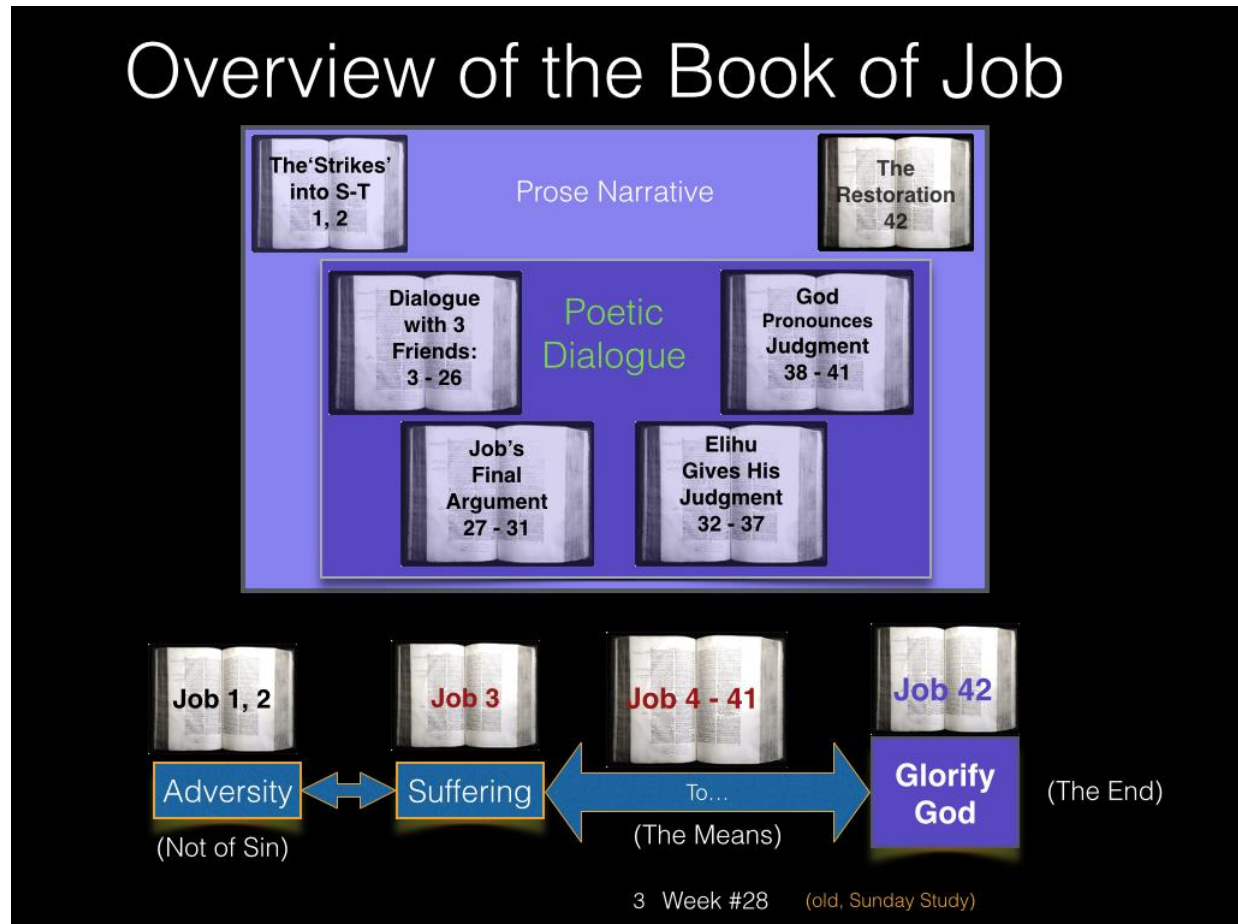 Overview of the Book of Job
The‘Strikes’
into S-T
1, 2
Prose Narrative
The
Restoration
42
Dialogue
with 3
Friends:
3 - 26
Poetic
Dialogue
God
Pronounces
Judgment
38 - 41
Job’s
Final
Argument
27 - 31
Elihu
Gives His
Judgment
32 - 37
Job 1, 2
Job 3
Job 4 - 41
Job 42
Adversity
Suffering
To...
Glorify
God
(The End)
(Not of Sin)
(The Means)
3 Week #28 (old, Sunday Study)